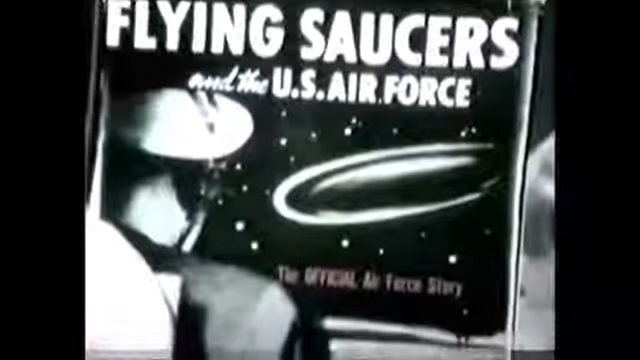 FLYING SAUCERS
and the U.S. AIR FORCE
The OFFICIAL Air Force Story